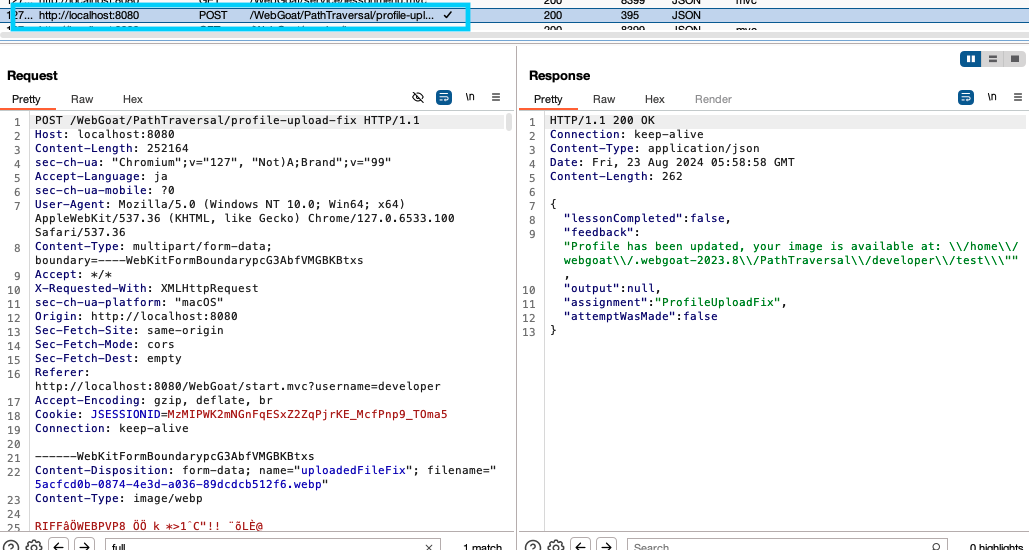 127... http://localhost:8080 POST /WebGoat/PathTraversal/profile-upl... ✓ 200 395 JSON
Request
Pretty Raw Hex \n
1 POST /WebGoat/PathTraversal/profile-upload-fix HTTP/1.1
2 Host: localhost:8080
3 Content-Length: 252164
4 sec-ch-ua: "Chromium";v="127", "Not)A;Brand";v="99"
5 Accept-Language: ja
6 sec-ch-ua-mobile: ?0
7 User-Agent: Mozilla/5.0 (Windows NT 10.0; Win64; x64)
AppleWebKit/537.36 (KHTML, like Gecko) Chrome/127.0.6533.100
Safari/537.36
8 Content-Type: multipart/form-data;
boundary=----WebKitFormBoundarypcG3AbfVMGBKBtxs
9 Accept: */*
10 X-Requested-With: XMLHttpRequest
11 sec-ch-ua-platform: "macOS"
12 Origin: http://localhost:8080
13 Sec-Fetch-Site: same-origin
14 Sec-Fetch-Mode: cors
15 Sec-Fetch-Dest: empty
16 Referer:
http://localhost:8080/WebGoat/start.mvc?username=developer
17 Accept-Encoding: gzip, deflate, br
18 Cookie: JSESSIONID=MzMIPWK2mNGnFqESxZ2ZqPjrKE_McfPnp9_TOma5
19 Connection: keep-alive
20
21 ------WebKitFormBoundarypcG3AbfVMGBKBtxs
22 Content-Disposition: form-data; name="uploadedFileFix"; filename="
5acfcd0b-0874-4e3d-a036-89dcdcb512f6.webp"
23 Content-Type: image/webp
24
25
full
1 match
Response
Pretty Raw Hex Render \n
1 HTTP/1.1 200 OK
2 Connection: keep-alive
3 Content-Type: application/json
4 Date: Fri, 23 Aug 2024 05:58:58 GMT
5 Content-Length: 262
6
7 {
8 "lessonCompleted":false,
9 "feedback":
"Profile has been updated, your image is available at: \\/home\\/
webgoat\\/.webgoat-2023.8\\/PathTraversal\\/developer\\/test\\\""
,
10 "output":null,
11 "assignment":"ProfileUploadFix",
12 "attemptWasMade":false
13 }
Search
0 highlights